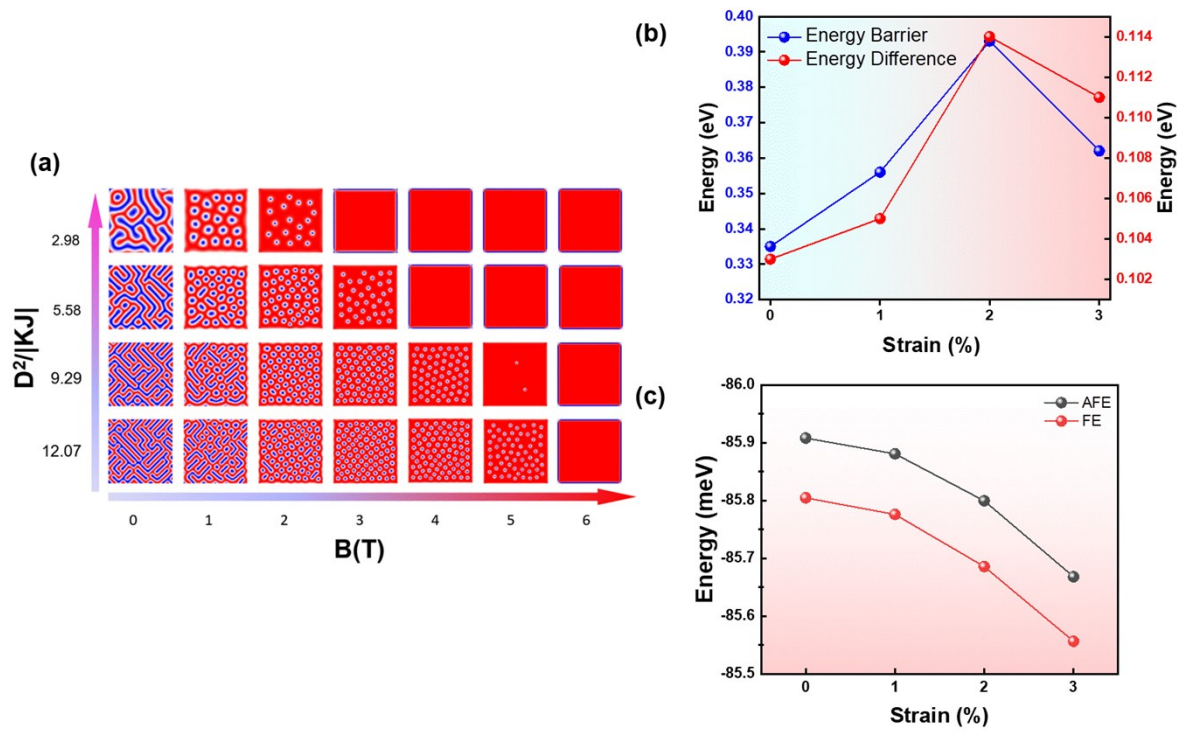 (a)
D²/|KJ|
2.98
5.58
9.29
12.07
0 1 2 3 4 5 6
B(T)
(b)
Energy Barrier
Energy Difference
Energy (eV)
0.40
0.39
0.38
0.37
0.36
0.35
0.34
0.33
0.32
0 1 2 3
Strain (%)
0.114
0.112
0.110
0.108
0.106
0.104
0.102
Energy (eV)
(c)
AFE
FE
Energy (meV)
-86.0
-85.9
-85.8
-85.7
-85.6
-85.5
0 1 2 3
Strain (%)